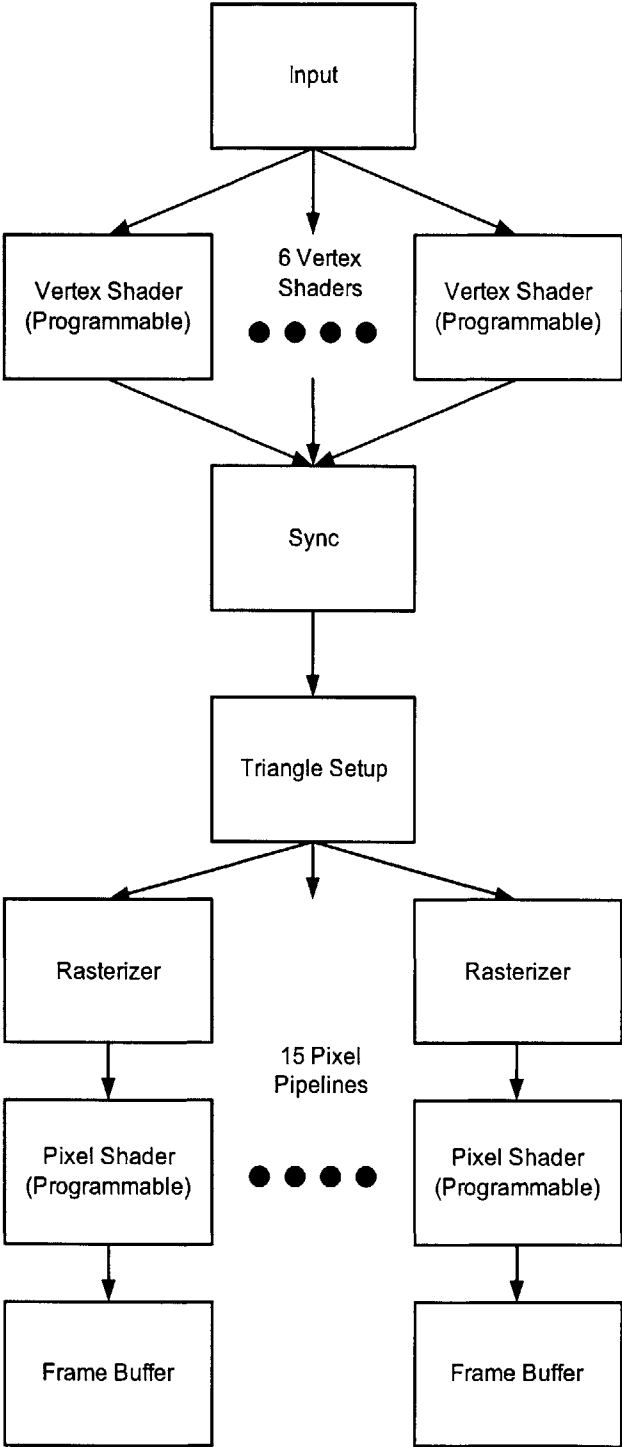 Input
Vertex Shader
(Programmable)
6 Vertex
Shaders
Vertex Shader
(Programmable)
Sync
Triangle Setup
Rasterizer
Rasterizer
15 Pixel
Pipelines
Pixel Shader
(Programmable)
Pixel Shader
(Programmable)
Frame Buffer
Frame Buffer